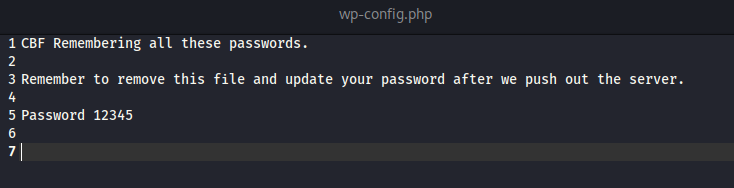 wp-config.php
1 CBF Remembering all these passwords.
2
3 Remember to remove this file and update your password after we push out the server.
4
5 Password 12345
6
7